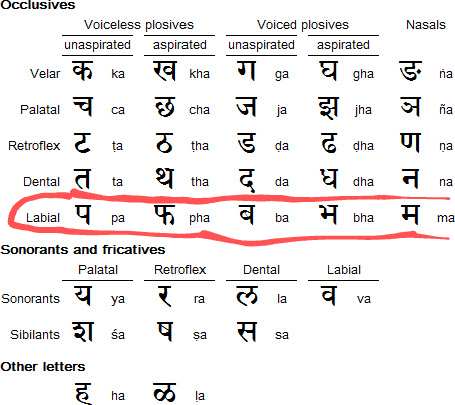 Occlusives
Voiceless plosives Voiced plosives Nasals
unaspirated aspirated unaspirated aspirated
Velar क ka ख kha ग ga घ gha ङ ṅa
Palatal च ca छ cha ज ja झ jha ञ ña
Retroflex ट ṭa ठ ṭha ड ḍa ढ ḍha ण ṇa
Dental त ta थ tha द da ध dha न na
Labial प pa फ pha ब ba भ bha म ma
Sonorants and fricatives
Palatal Retroflex Dental Labial
Sonorants य ya र ra ल la व va
Sibilants श śa ष ṣa स sa
Other letters
ह ha ळ ḷa